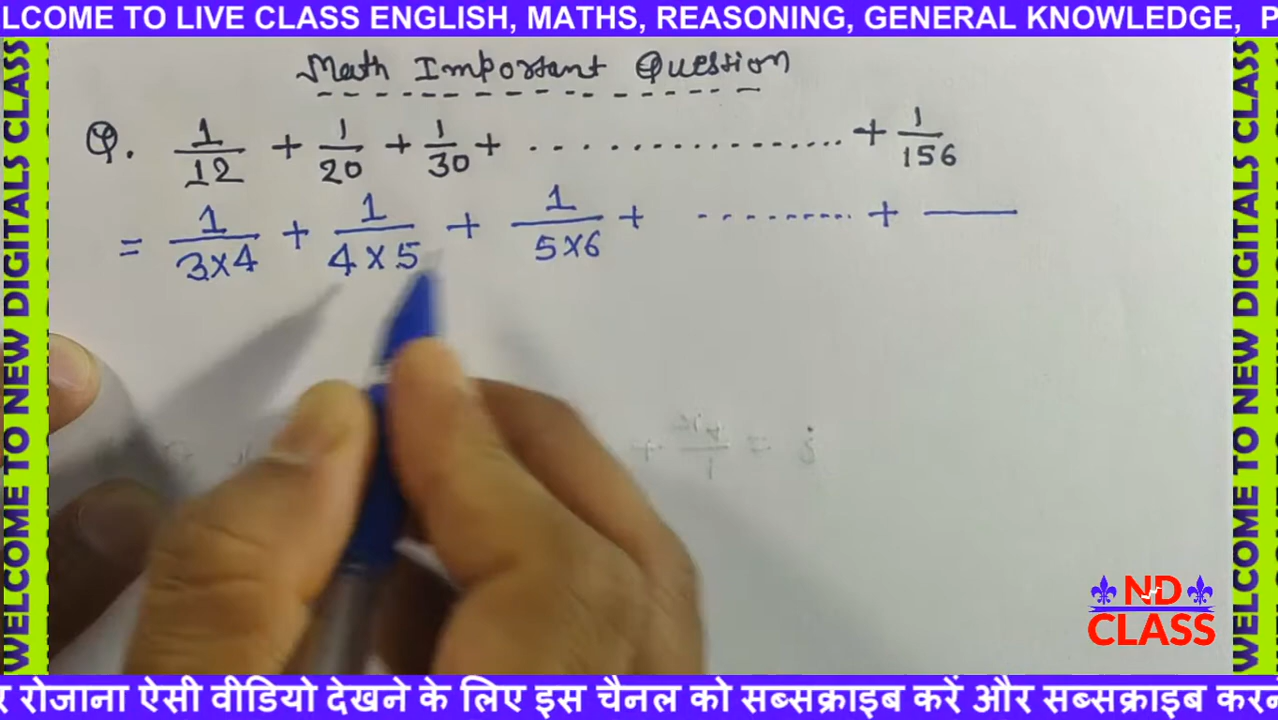 LCOME TO LIVE CLASS ENGLISH, MATHS, REASONING, GENERAL KNOWLEDGE, P
WELCOME TO NEW DIGITALS CLASS
Math Important Question
Q. 1/12 + 1/20 + 1/30 + ................. + 1/156
= 1/3×4 + 1/4×5 + 1/5×6 + ......... + —
ND
CLASS
WELCOME TO NEW DIGITALS CLASS
र रोजाना ऐसी वीडियो देखने के लिए इस चैनल को सब्सक्राइब करें और सब्सक्राइब करन